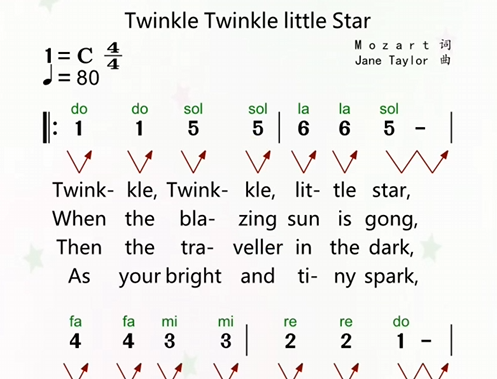 Twinkle Twinkle little Star
1 = C 4/4
Mozart 词
♩ = 80
Jane Taylor 曲
do do sol sol la la sol
‖: 1 1 5 5 | 6 6 5 – |
Twink- kle, Twink- kle, lit- tle star,
When the bla- zing sun is gong,
Then the tra- veller in the dark,
As your bright and ti- ny spark,
fa fa mi mi re re do
4 4 3 3 | 2 2 1 – |